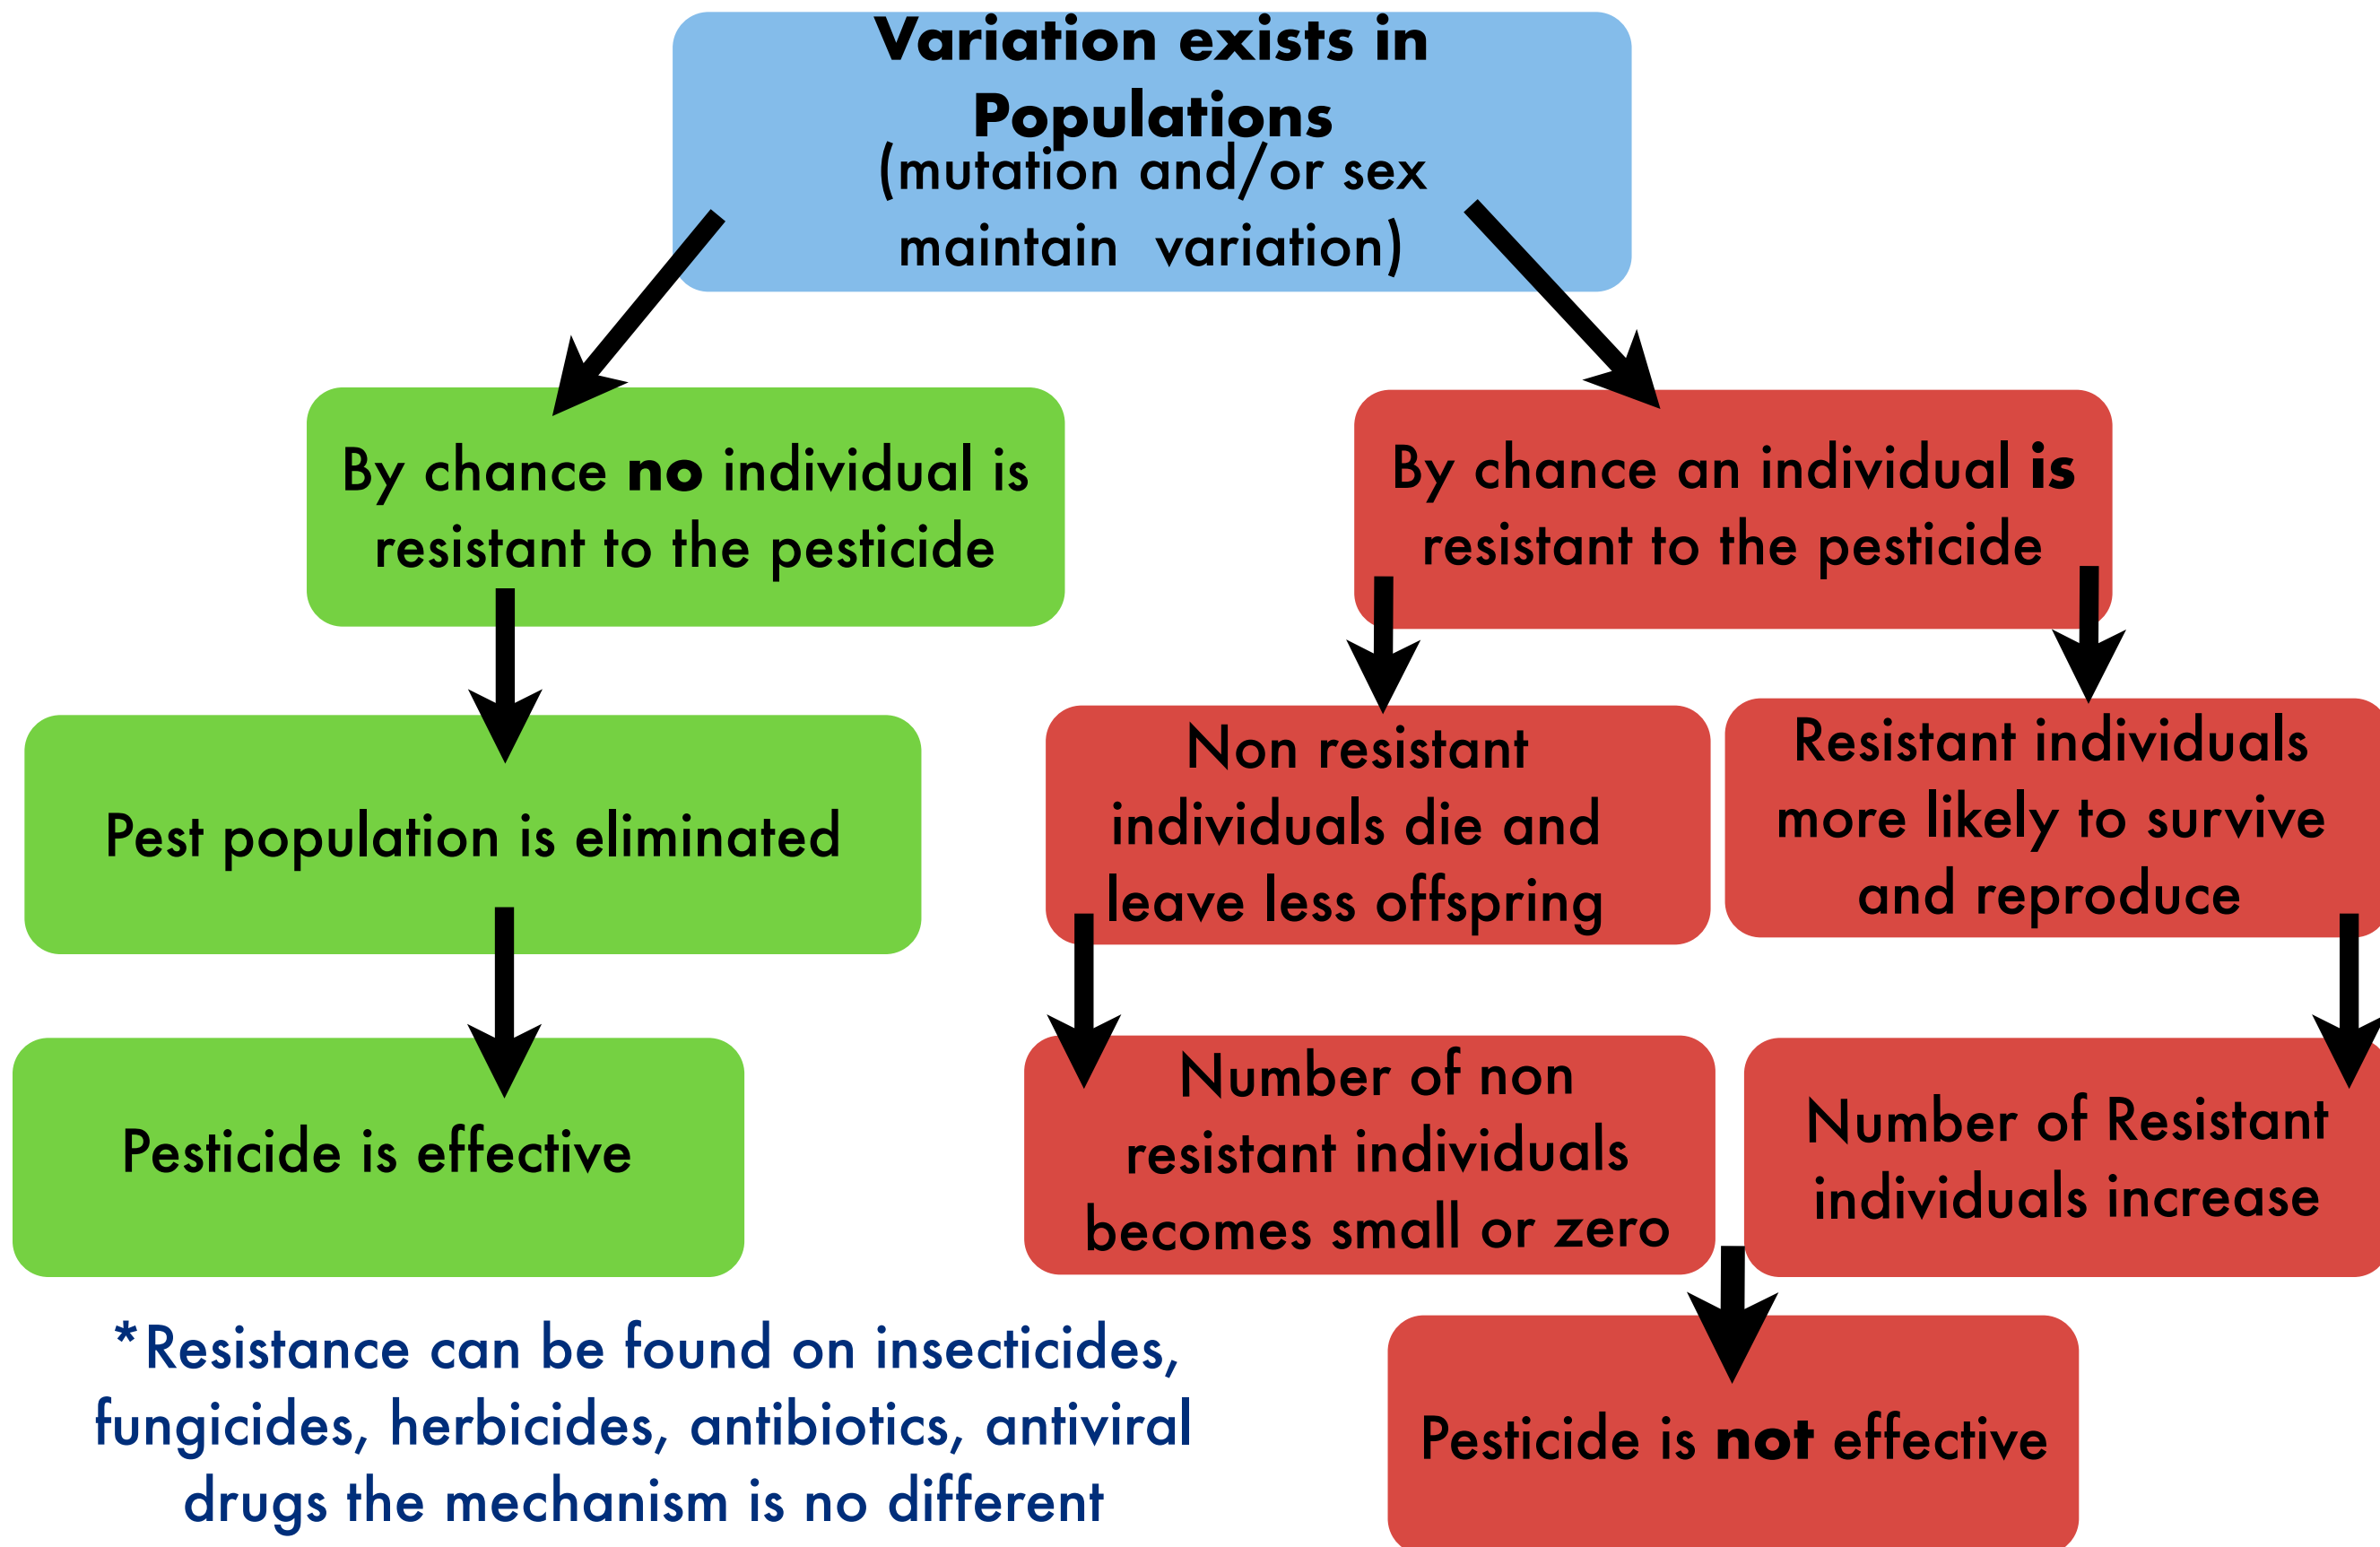 Variation exists in
Populations
(mutation and/or sex
maintain variation)
By chance no individual is
resistant to the pesticide
By chance an individual is
resistant to the pesticide
Pest population is eliminated
Non resistant
individuals die and
leave less offspring
Resistant individuals
more likely to survive
and reproduce
Pesticide is effective
Number of non
resistant individuals
becomes small or zero
Number of Resistant
individuals increase
*Resistance can be found on insecticides,
fungicides, herbicides, antibiotics, antiviral
drugs the mechanism is no different
Pesticide is not effective